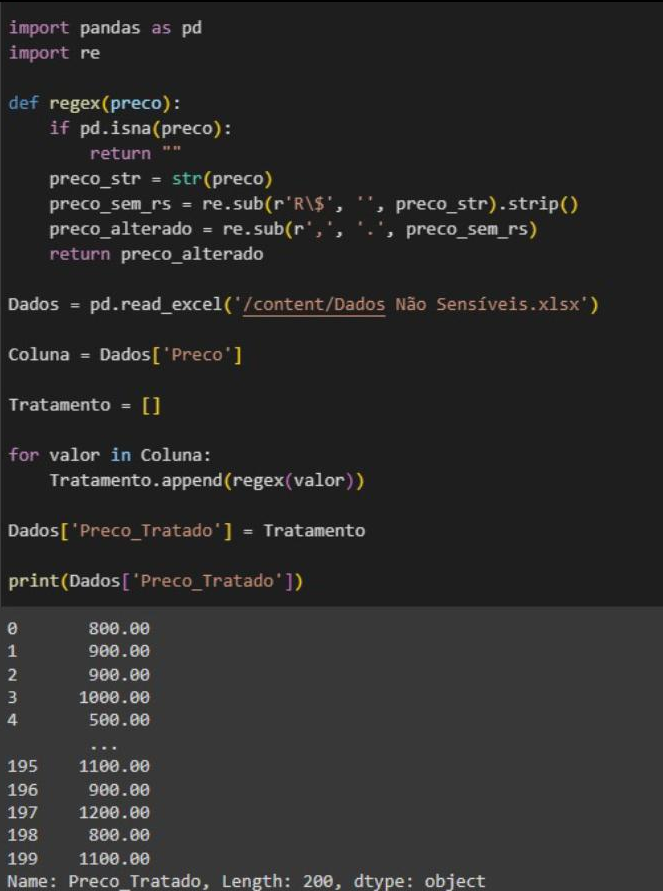 import pandas as pd
import re
def regex(preco):
    if pd.isna(preco):
        return ""
    preco_str = str(preco)
    preco_sem_rs = re.sub(r'R\$', '', preco_str).strip()
    preco_alterado = re.sub(r',', '.', preco_sem_rs)
    return preco_alterado
Dados = pd.read_excel('/content/Dados Não Sensíveis.xlsx')
Coluna = Dados['Preco']
Tratamento = []
for valor in Coluna:
    Tratamento.append(regex(valor))
Dados['Preco_Tratado'] = Tratamento
print(Dados['Preco_Tratado'])
0       800.00
1       900.00
2       900.00
3      1000.00
4       500.00
        ...
195    1100.00
196     900.00
197    1200.00
198     800.00
199    1100.00
Name: Preco_Tratado, Length: 200, dtype: object